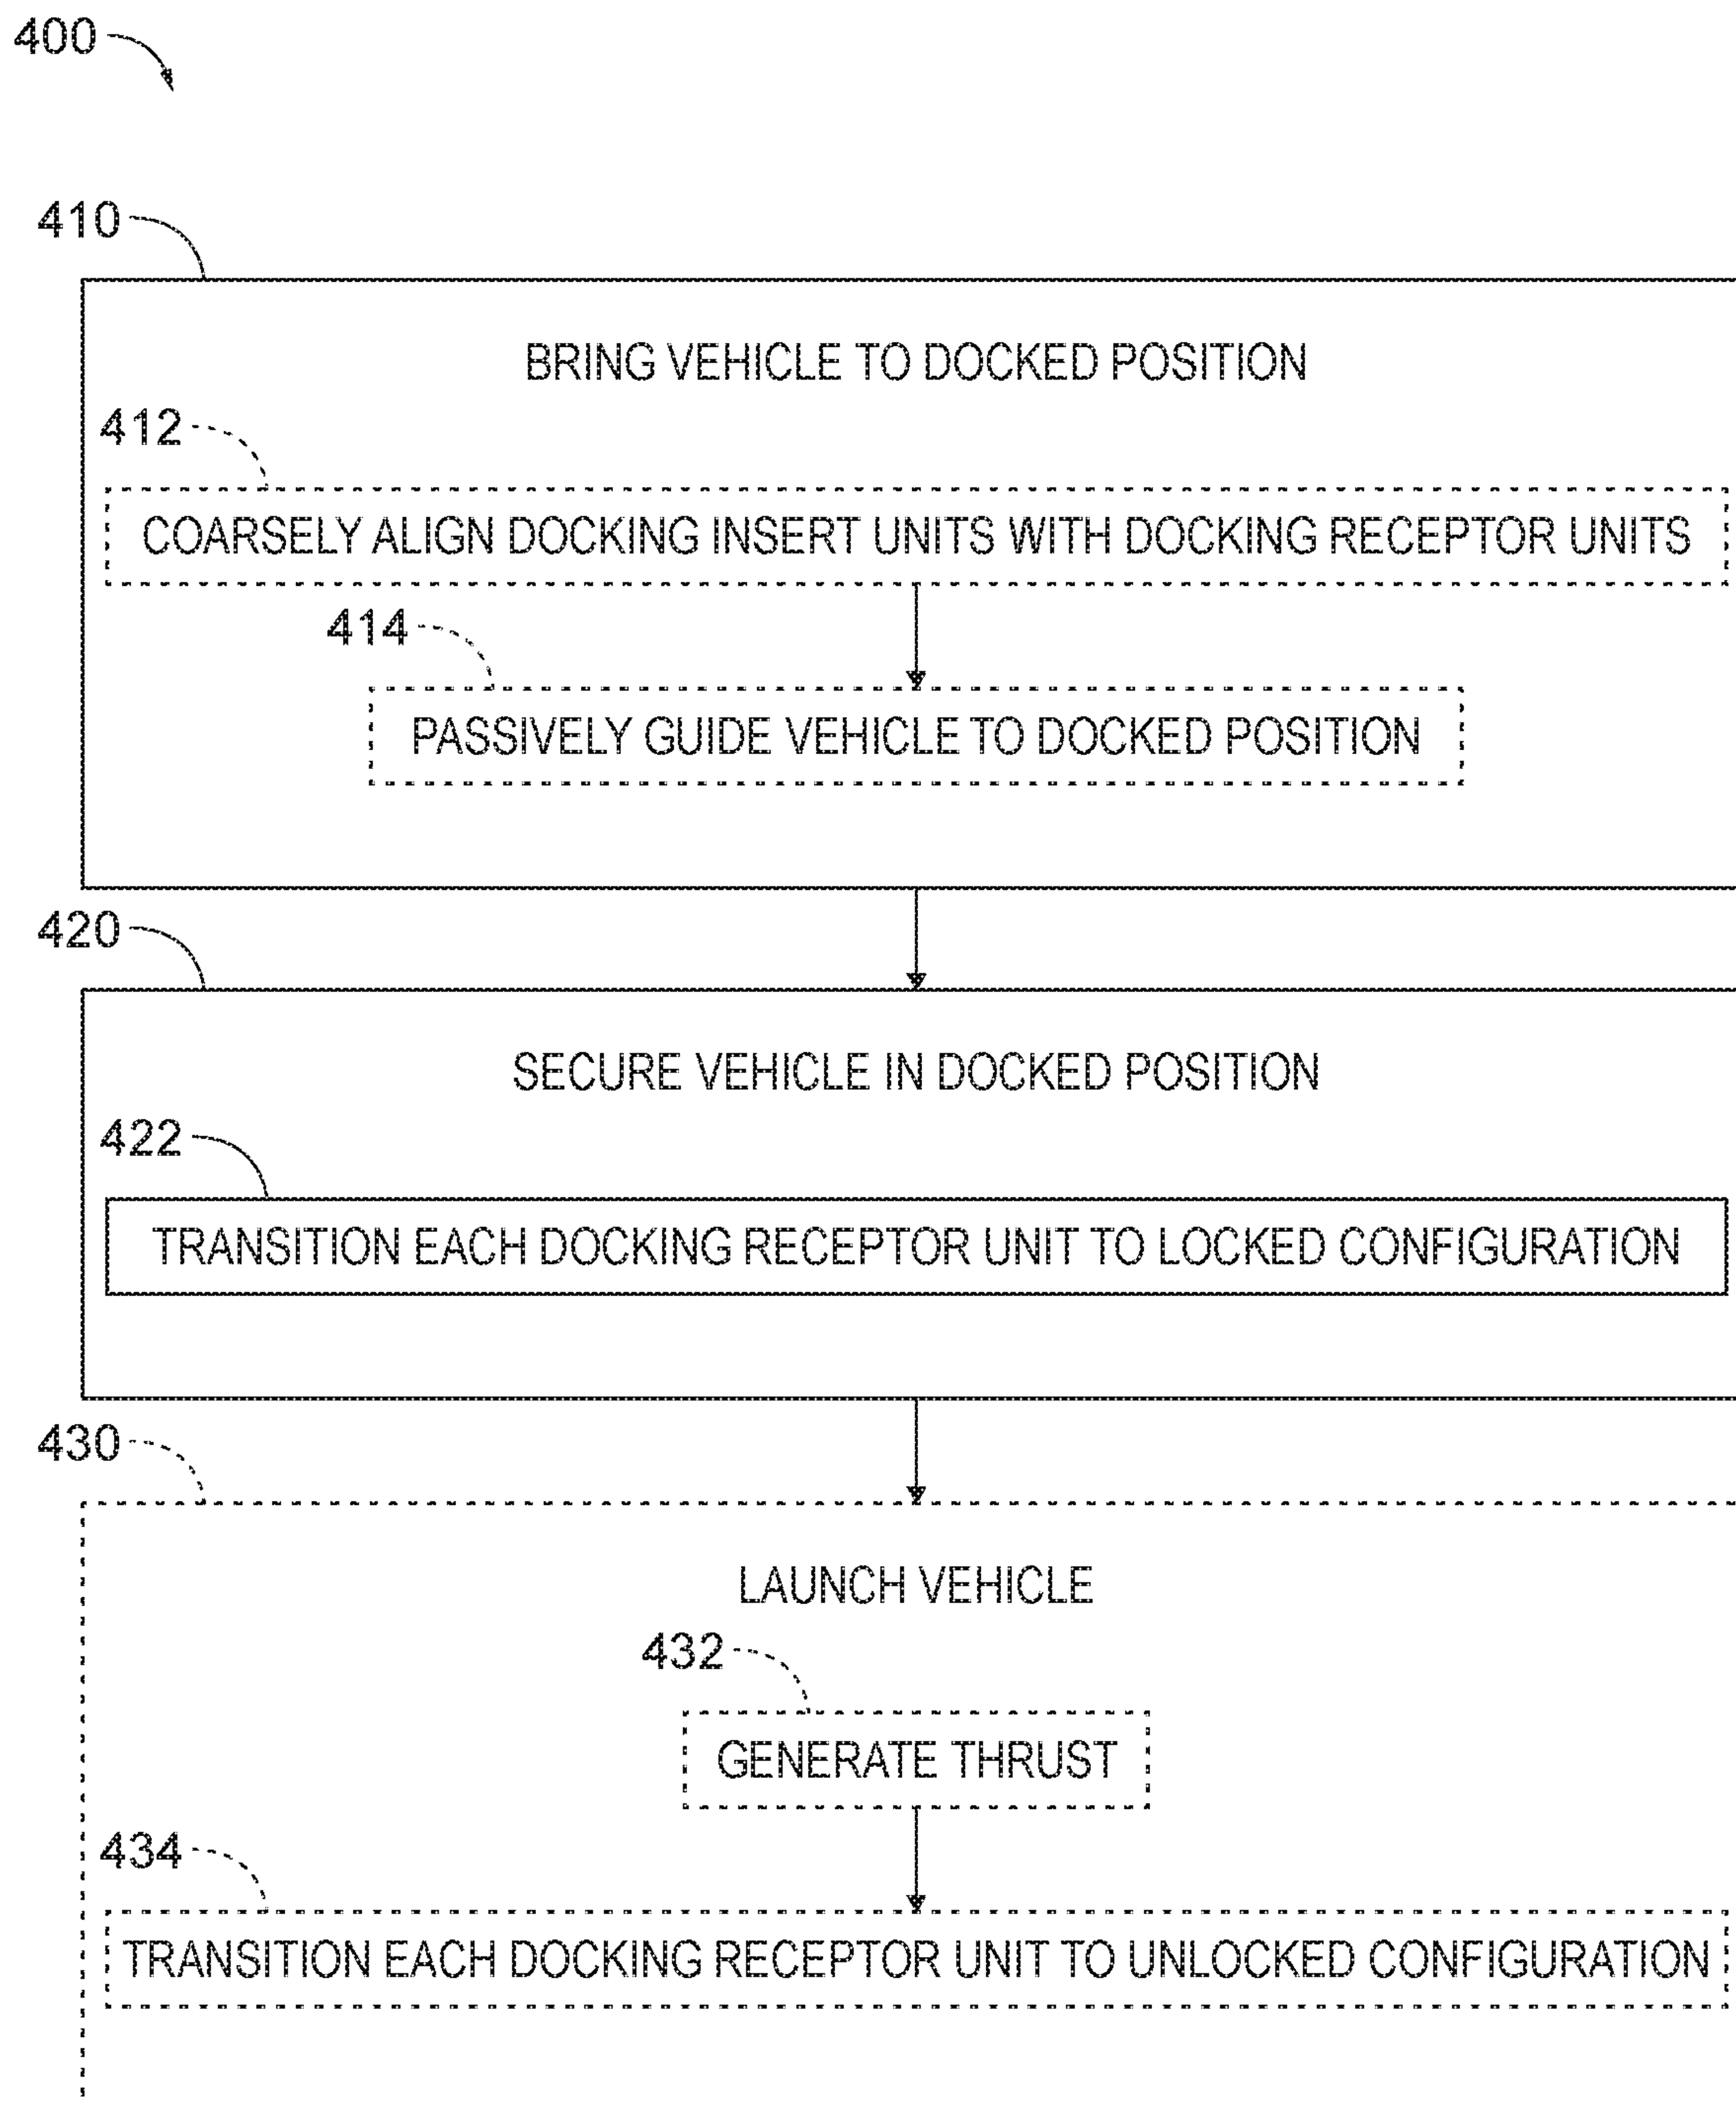 400
410
BRING VEHICLE TO DOCKED POSITION
412
COARSELY ALIGN DOCKING INSERT UNITS WITH DOCKING RECEPTOR UNITS
414
PASSIVELY GUIDE VEHICLE TO DOCKED POSITION
420
SECURE VEHICLE IN DOCKED POSITION
422
TRANSITION EACH DOCKING RECEPTOR UNIT TO LOCKED CONFIGURATION
430
LAUNCH VEHICLE
432
GENERATE THRUST
434
TRANSITION EACH DOCKING RECEPTOR UNIT TO UNLOCKED CONFIGURATION